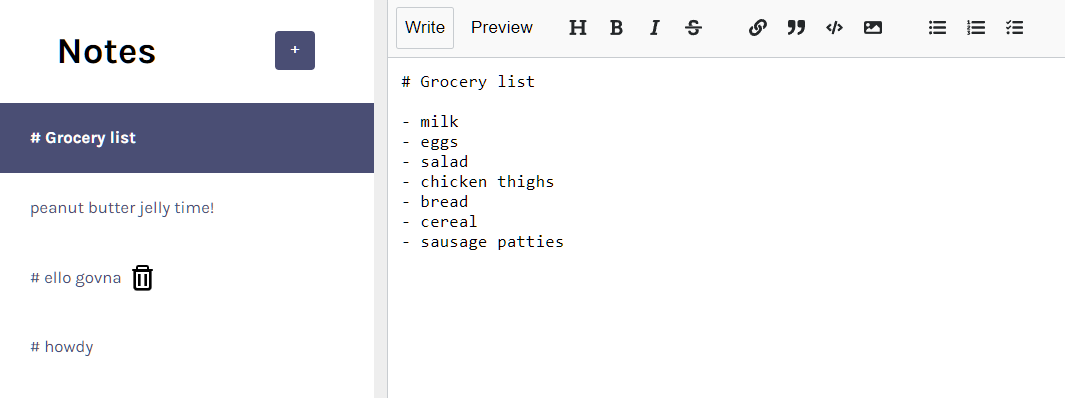 Notes
+
# Grocery list
peanut butter jelly time!
# ello govna
# howdy
Write Preview H B I S
# Grocery list
- milk
- eggs
- salad
- chicken thighs
- bread
- cereal
- sausage patties